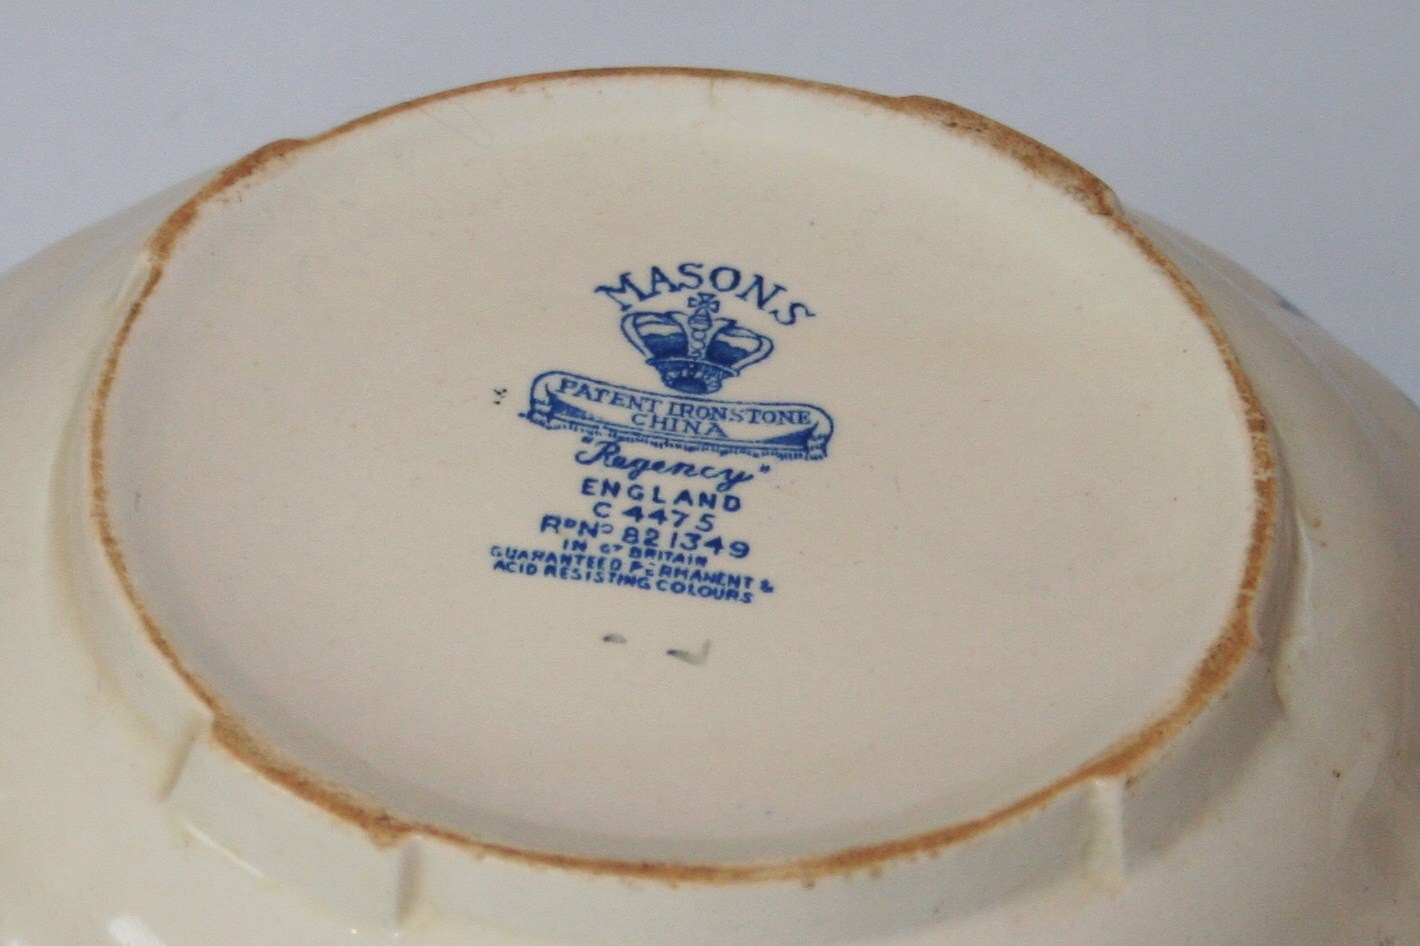 MASONS
PATENT IRONSTONE
CHINA
"Regency"
ENGLAND
C 4475
RD NO 821349
IN GT BRITAIN
GUARANTEED PERMANENT &
ACID RESISTING COLOURS